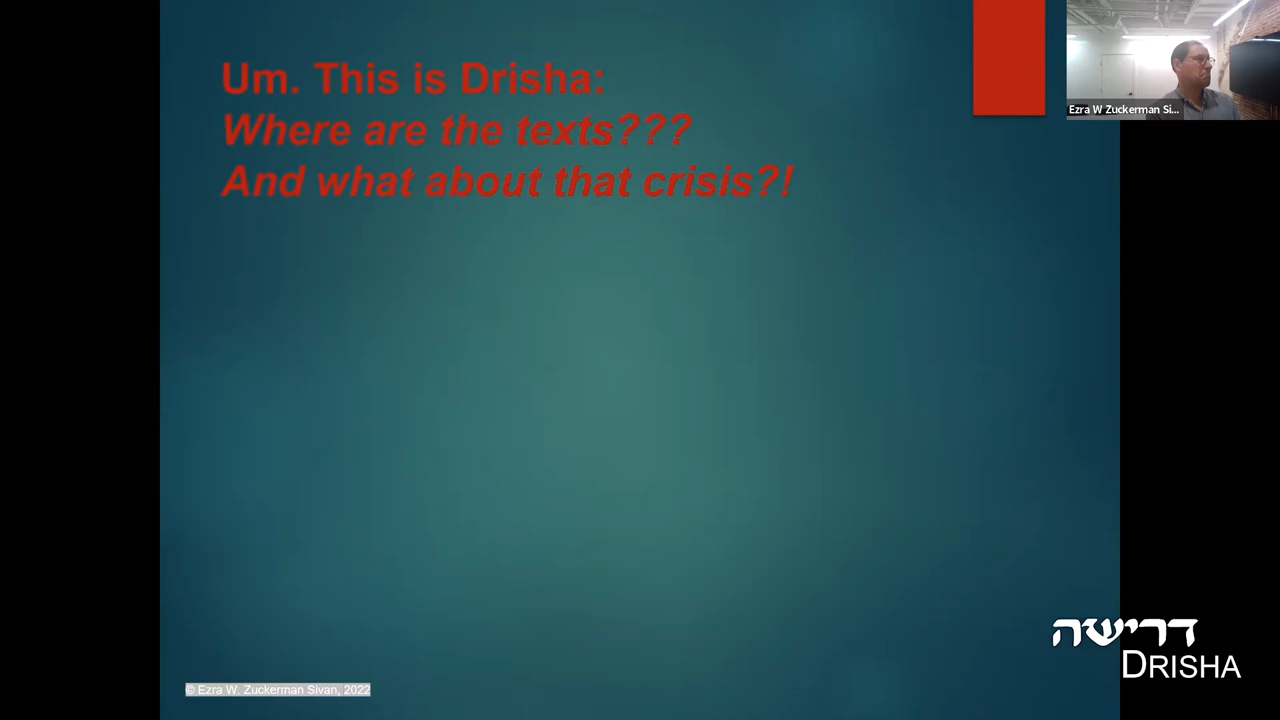 Um. This is Drisha:
Where are the texts???
And what about that crisis?!
Ezra W Zuckerman Si...
דרישה
DRISHA
© Ezra W. Zuckerman Sivan, 2022